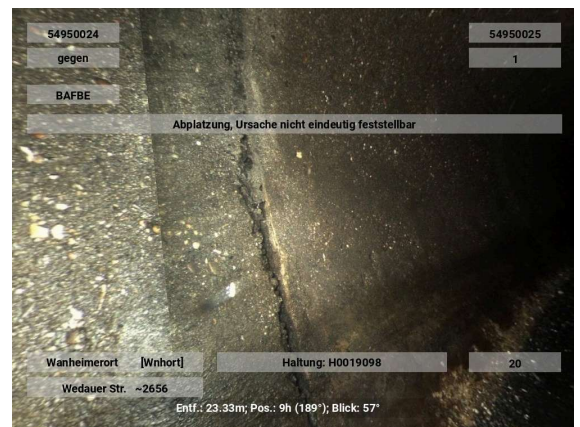 54950024 54950025
gegen 1
BAFBE
Abplatzung, Ursache nicht eindeutig feststellbar
Wanheimerort [Wnhort] Haltung: H0019098 20
Wedauer Str. ~2656
Entf.: 23.33m; Pos.: 9h (189°); Blick: 57°